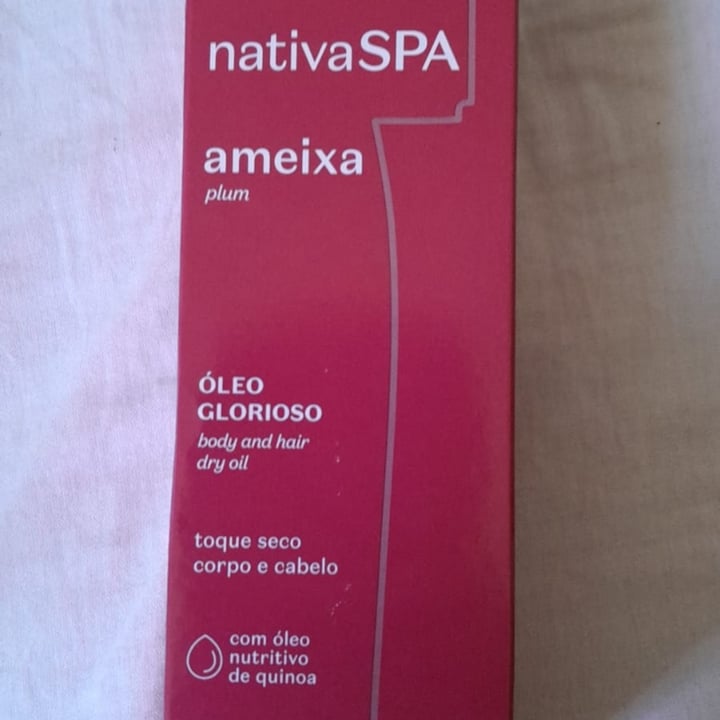 nativaSPA
ameixa
plum
ÓLEO
GLORIOSO
body and hair
dry oil
toque seco
corpo e cabelo
com óleo
nutritivo
de quinoa